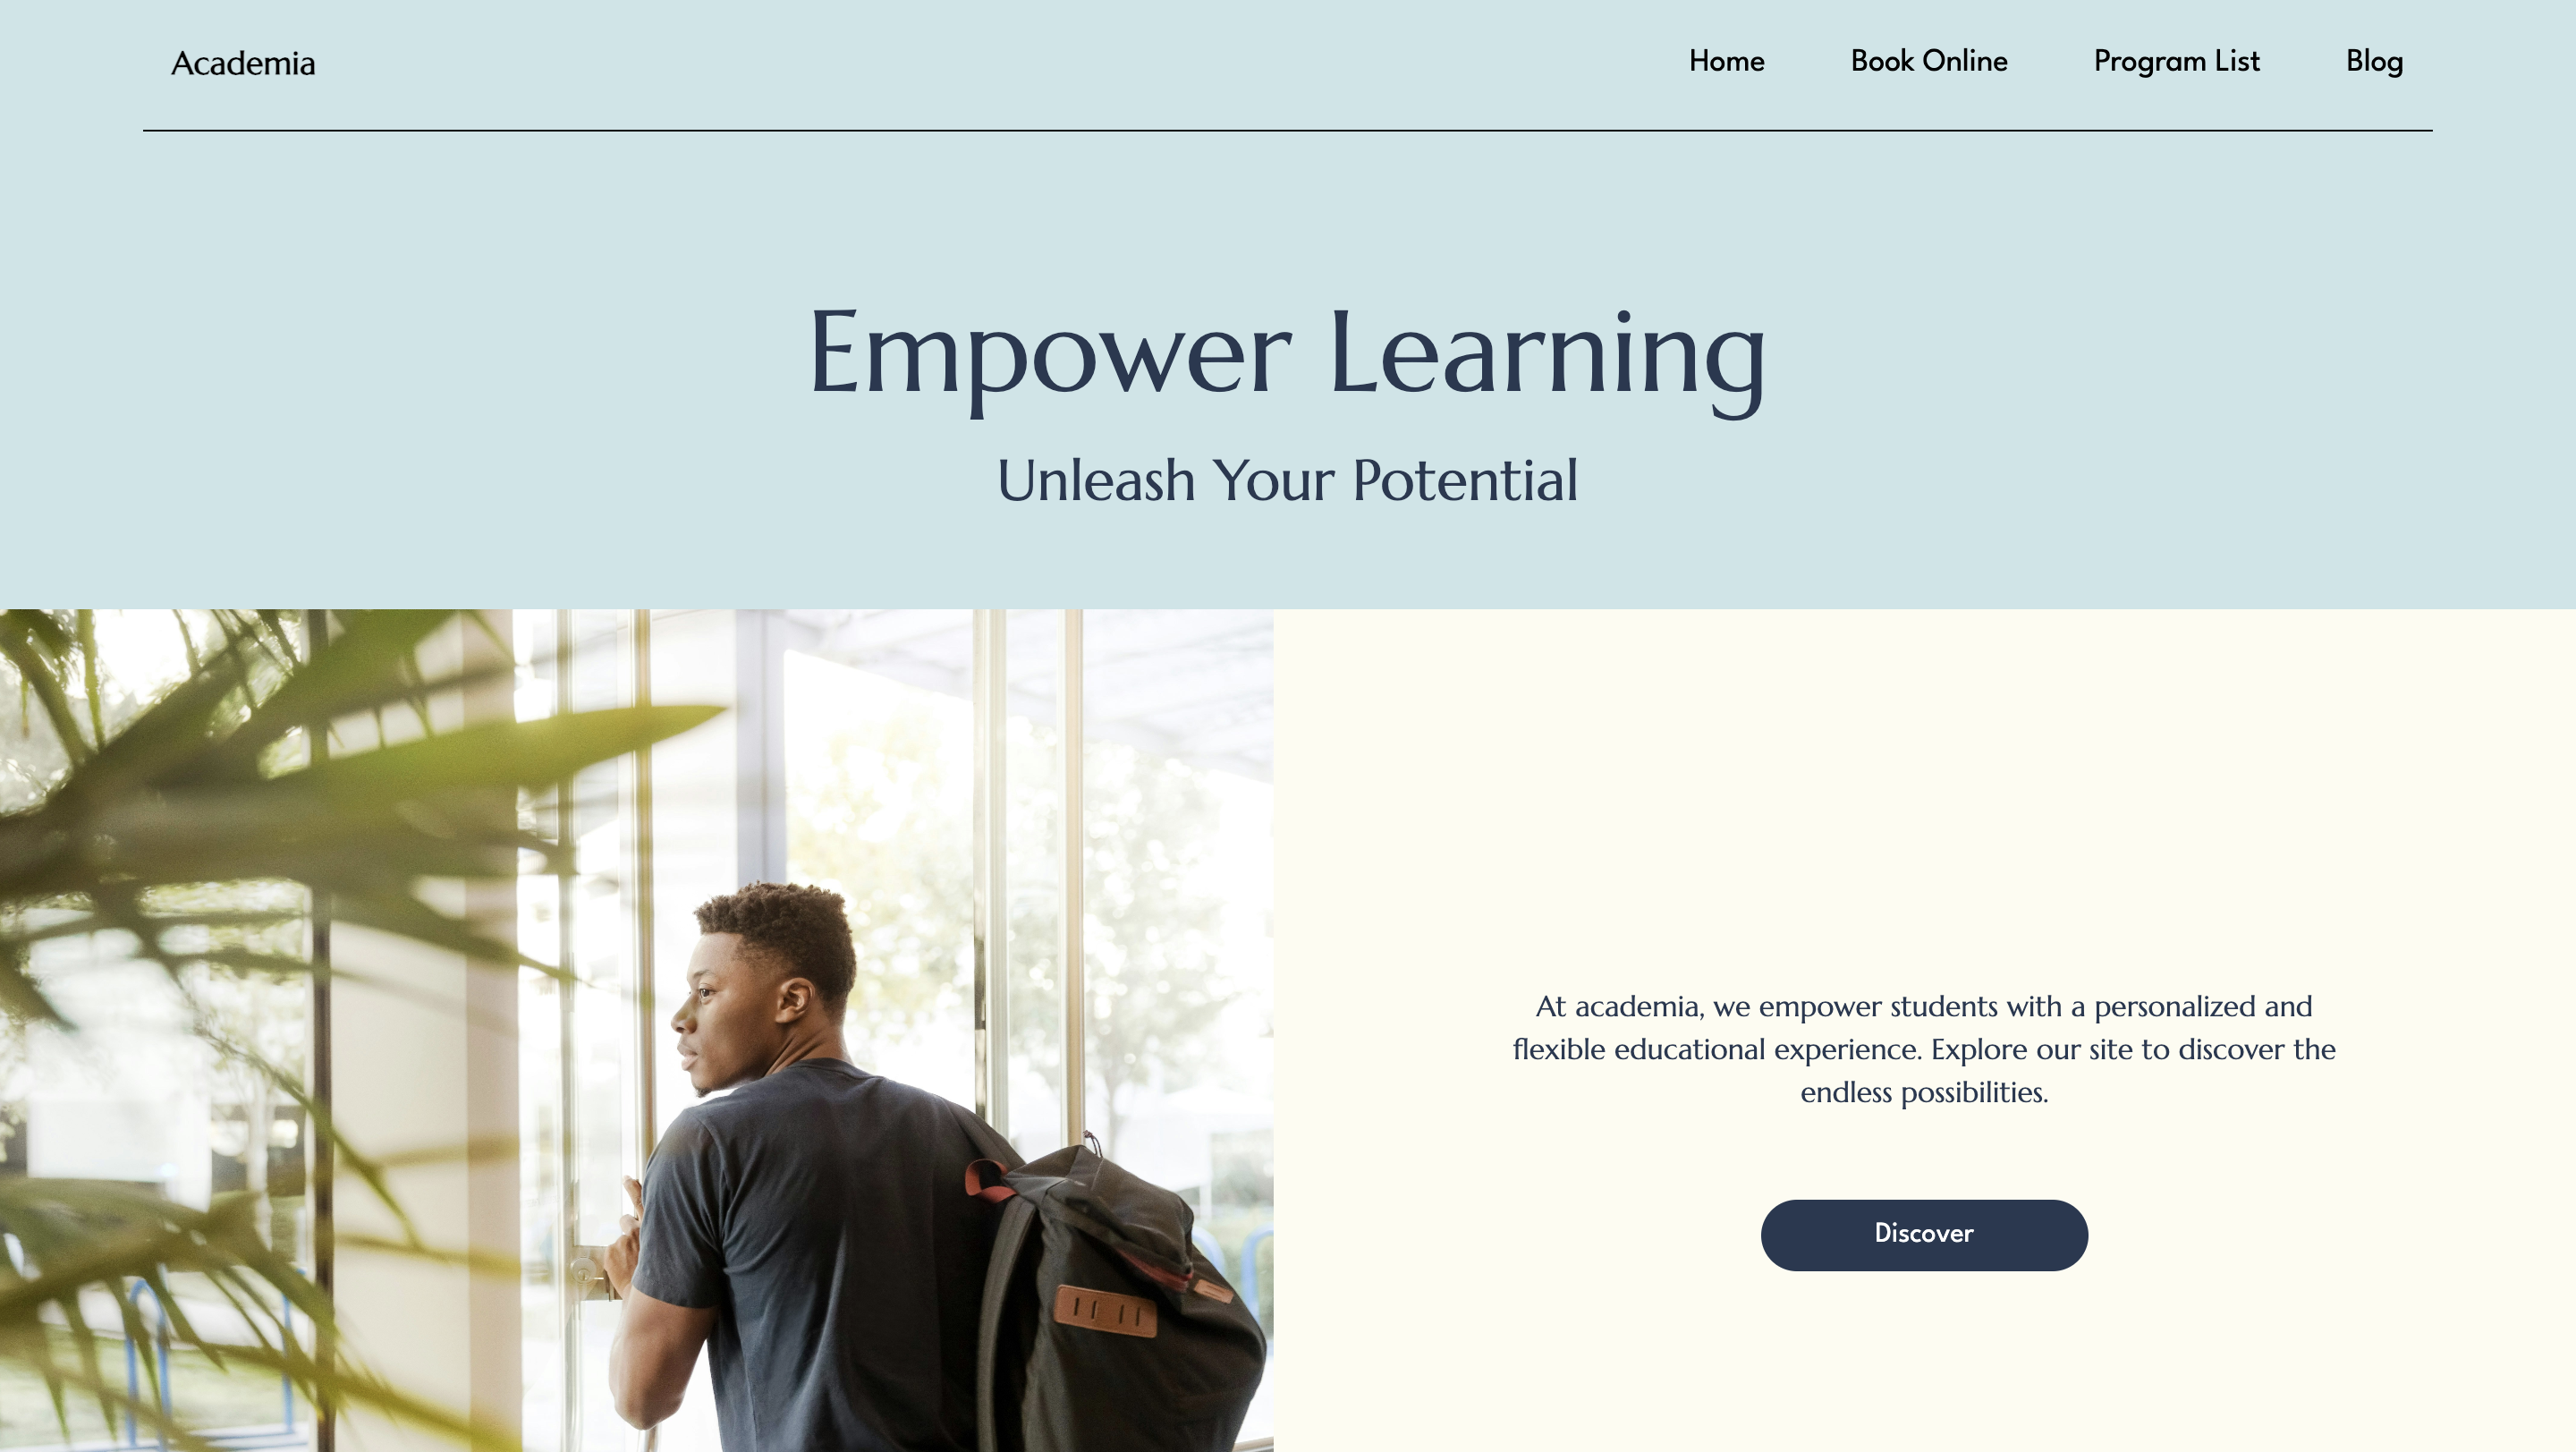 Academia
Home
Book Online
Program List
Blog
Empower Learning
Unleash Your Potential
At academia, we empower students with a personalized and
flexible educational experience. Explore our site to discover the
endless possibilities.
Discover